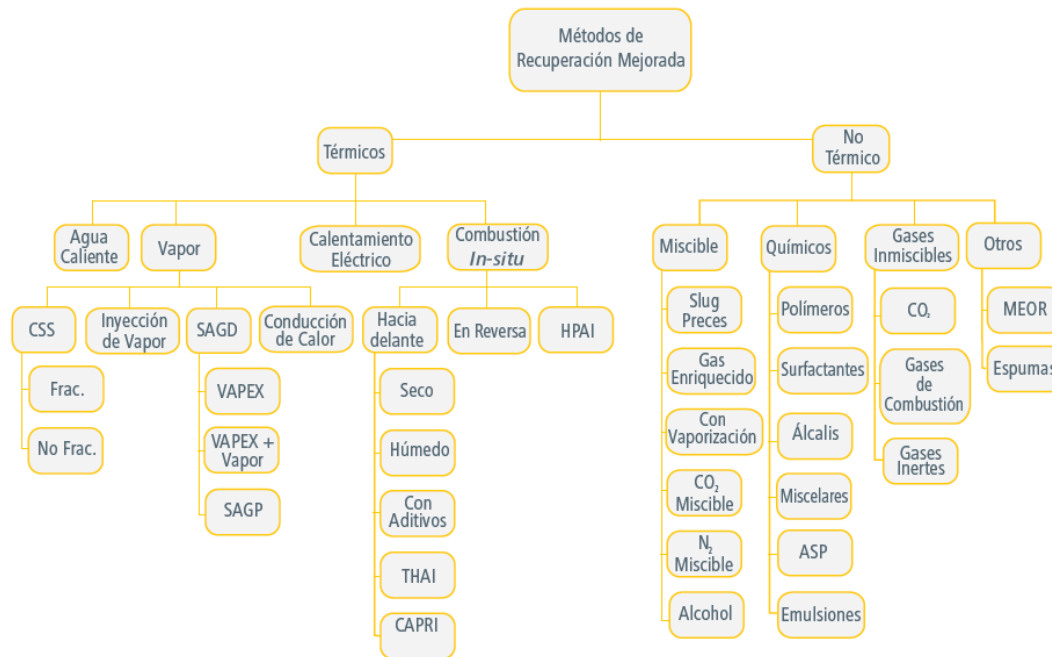 Métodos de
Recuperación Mejorada
Térmicos
No
Térmico
Agua
Caliente
Vapor
Calentamiento
Eléctrico
Combustión
In-situ
Miscible
Químicos
Gases
Inmiscibles
Otros
CSS
Inyección
de Vapor
SAGD
Conducción
de Calor
Hacia
delante
En Reversa
HPAI
Frac.
No Frac.
VAPEX
VAPEX +
Vapor
SAGP
Seco
Húmedo
Con
Aditivos
THAI
CAPRI
Slug
Preces
Gas
Enriquecido
Con
Vaporización
CO₂
Miscible
N₂
Miscible
Alcohol
Polímeros
Surfactantes
Álcalis
Miscelares
ASP
Emulsiones
CO₂
Gases
de
Combustión
Gases
Inertes
MEOR
Espumas